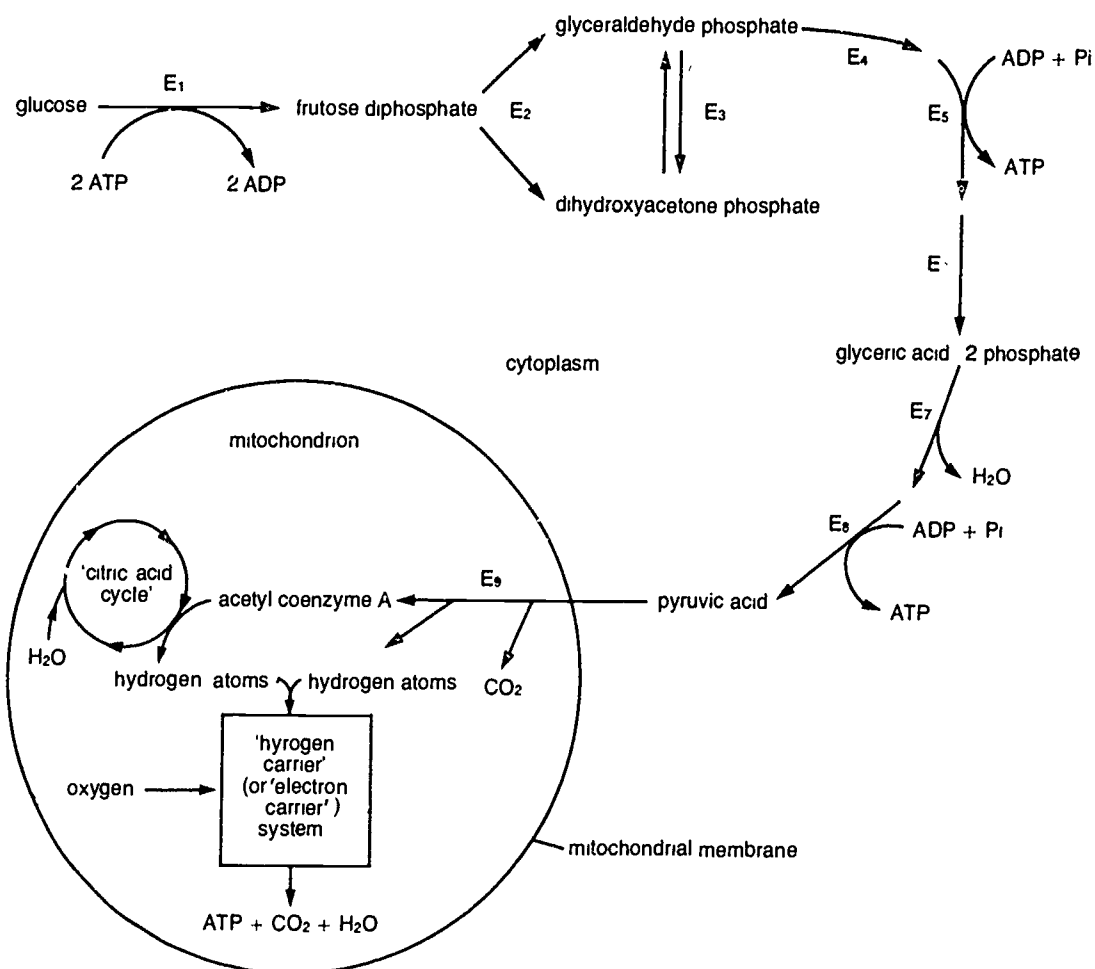 glyceraldehyde phosphate
E4
ADP + Pi
E1
glucose
frutose diphosphate
E2
E3
E5
2 ATP
2 ADP
ATP
dihydroxyacetone phosphate
E
glyceric acid 2 phosphate
cytoplasm
E7
mitochondrion
H2O
E8
ADP + Pi
'citric acid
cycle'
acetyl coenzyme A
E9
pyruvic acid
ATP
H2O
hydrogen atoms
hydrogen atoms
CO2
'hyrogen
carrier'
(or 'electron
carrier' )
system
oxygen
mitochondrial membrane
ATP + CO2 + H2O